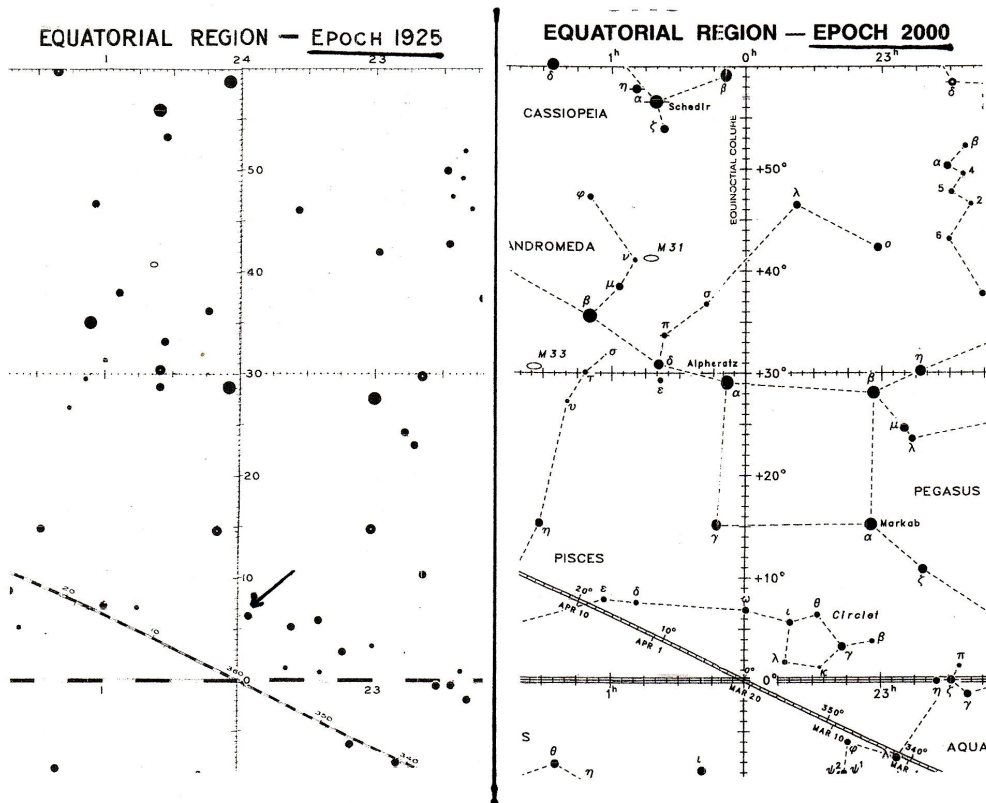 EQUATORIAL REGION — EPOCH 1925
1 24 23
50
40
30
20
10
20
10
360
0
350
340
1 23
EQUATORIAL REGION — EPOCH 2000
1ʰ 0ʰ 23ʰ
δ η β δ
α Schedir
CASSIOPEIA
ζ
EQUINOCTIAL COLURE
β
α 4
+50°
5 2
φ λ
6
ANDROMEDA ν M 31 ο
+40°
μ σ
β π
M 33 σ δ Alpheratz η
+30° β
τ ε α
υ μ
λ
+20°
PEGASUS
η γ Markab
α
PISCES
ζ
+10°
20° ε δ ω ι θ Circlet
APR 10
10° β
APR 1 γ
λ κ π
0° 0°
MAR 20 η ζ γ
1ʰ 23ʰ
350°
MAR 10
S φ λ 340° AQUA
MAR
θ η ι ψ² ψ¹